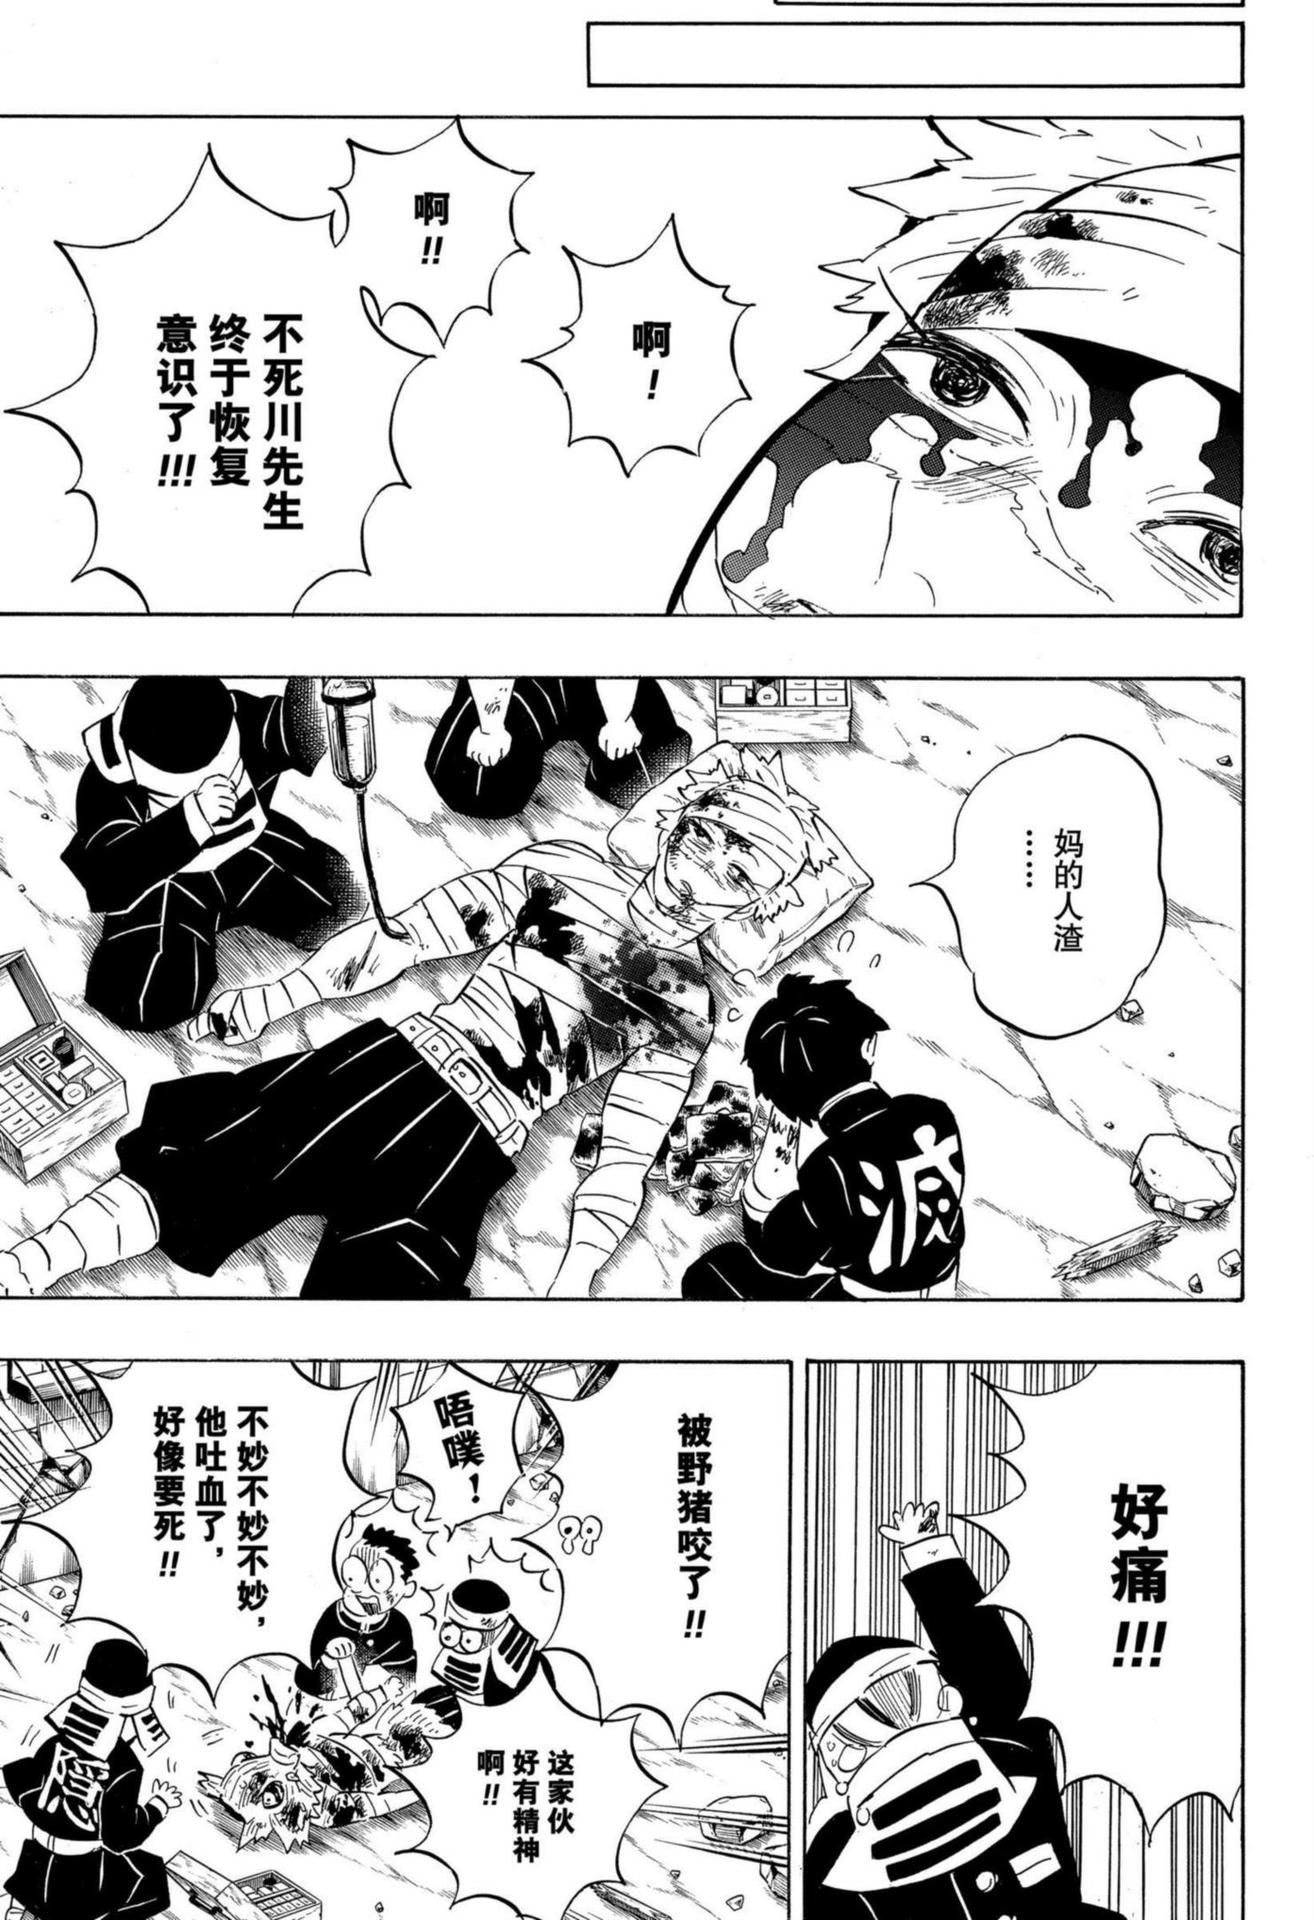 啊！
啊!!
不死川先生
终于恢复
意识了!!!
妈的人渣
……
滅
好痛!!!
被野猪咬了!!
唔噗！
这家伙
好有精神
啊!!
不妙不妙不妙，
他吐血了，
好像要死!!
隠